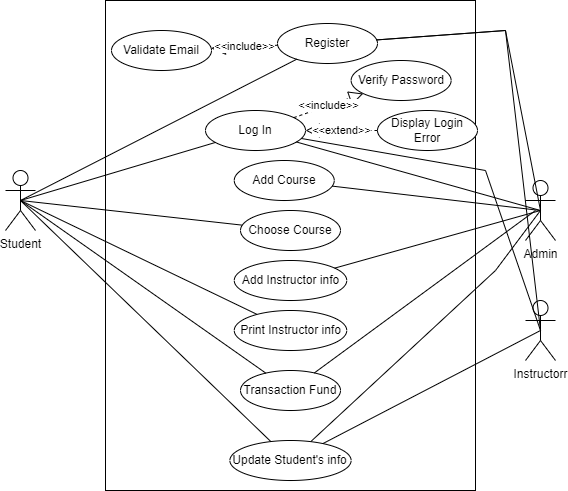 Register
Validate Email
<<include>>
Verify Password
<<include>>
Log In
<<<extend>>
Display Login
Error
Add Course
Choose Course
Student
Admin
Add Instructor info
Print Instructor info
Instructorr
Transaction Fund
Update Student's info